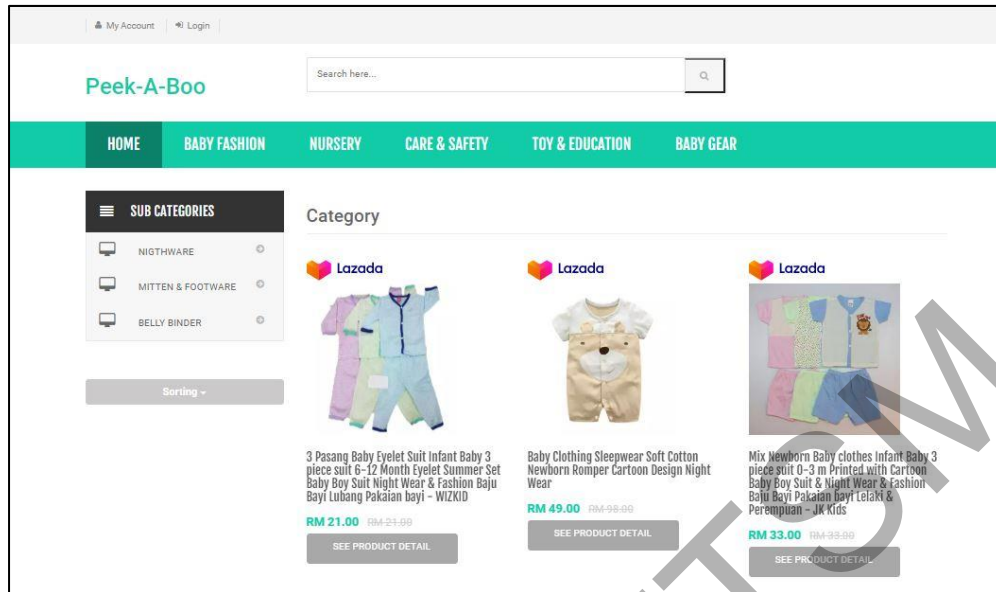 My Account
Login
Peek-A-Boo
Search here...
HOME
BABY FASHION
NURSERY
CARE & SAFETY
TOY & EDUCATION
BABY GEAR
SUB CATEGORIES
NIGTHWARE
MITTEN & FOOTWARE
BELLY BINDER
Sorting
Category
Lazada
3 Pasang Baby Eyelet Suit Infant Baby 3
piece suit 6-12 Month Eyelet Summer Set
Baby Boy Suit Night Wear & Fashion Baju
Bayi Lubang Pakaian bayi - WIZKID
RM 21.00 RM 21.00
SEE PRODUCT DETAIL
Lazada
Baby Clothing Sleepwear Soft Cotton
Newborn Romper Cartoon Design Night
Wear
RM 49.00 RM 98.00
SEE PRODUCT DETAIL
Lazada
Mix Newborn Baby clothes Infant Baby 3
piece suit 0-3 m Printed with Cartoon
Baby Boy Suit & Night Wear & Fashion
Baju Bayi Pakaian bayi Lelaki &
Perempuan - JK Kids
RM 33.00 RM 33.00
SEE PRODUCT DETAIL
TSM